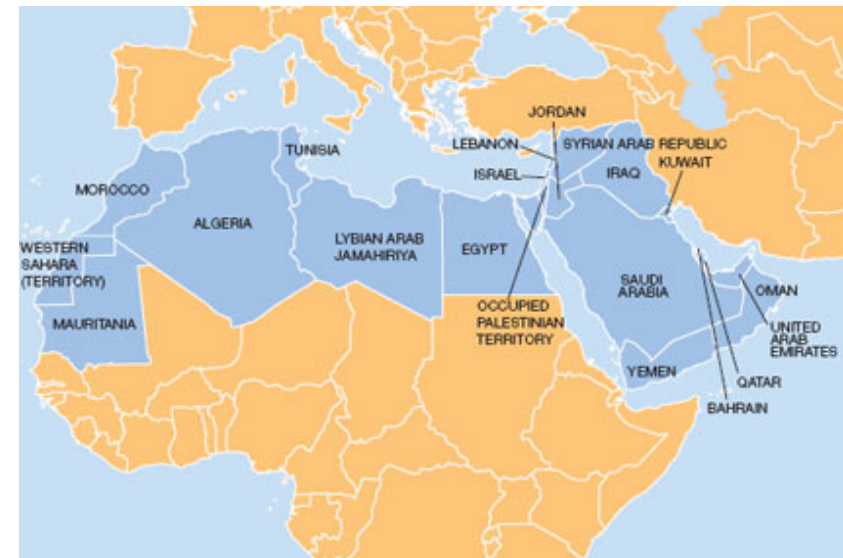 JORDAN
LEBANON
SYRIAN ARAB REPUBLIC
TUNISIA
KUWAIT
ISRAEL
IRAQ
MOROCCO
ALGERIA
LYBIAN ARAB
JAMAHIRIYA
EGYPT
WESTERN
SAHARA
(TERRITORY)
SAUDI
ARABIA
OMAN
MAURITANIA
OCCUPIED
PALESTINIAN
TERRITORY
UNITED
ARAB
EMIRATES
YEMEN
QATAR
BAHRAIN